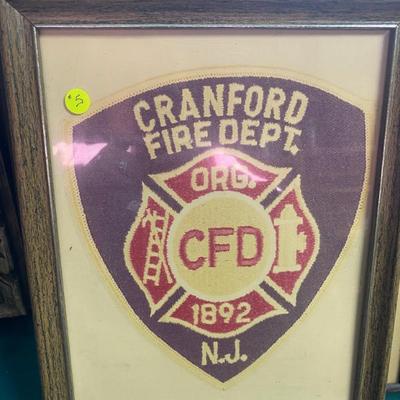 $5
CRANFORD
FIRE DEPT.
ORG.
CFD
1892
N.J.